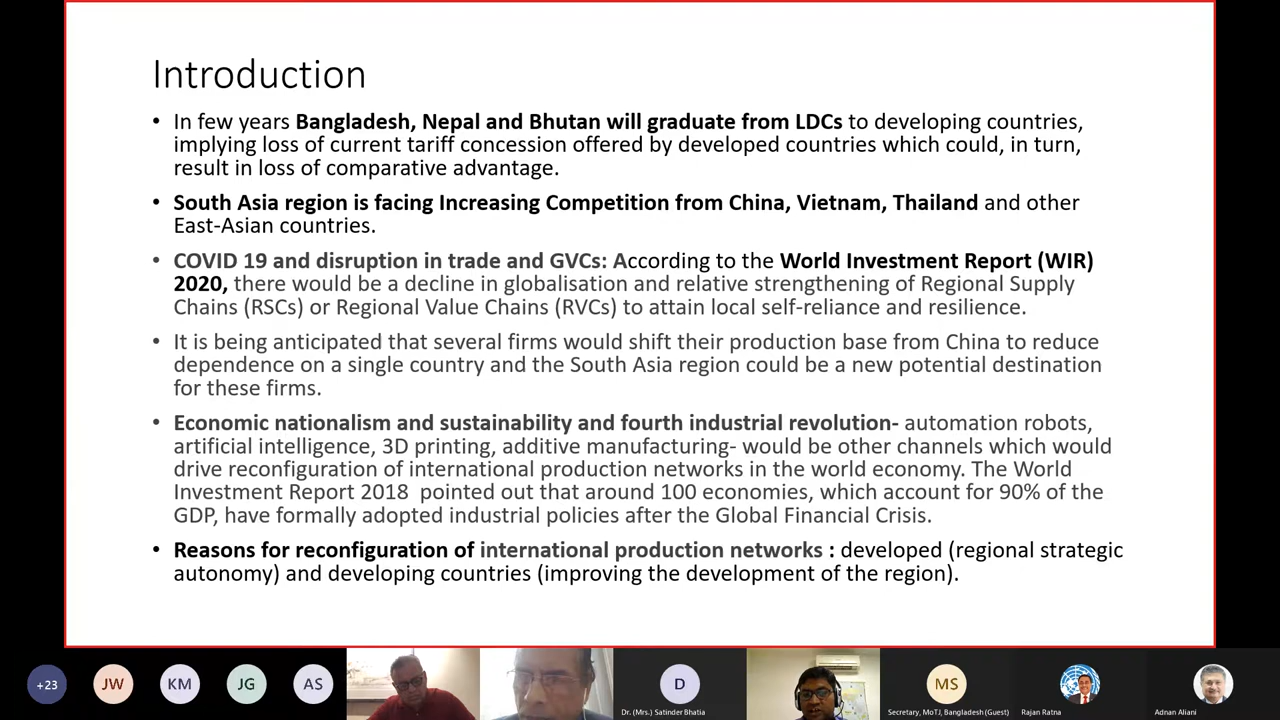 Introduction
• In few years Bangladesh, Nepal and Bhutan will graduate from LDCs to developing countries,
implying loss of current tariff concession offered by developed countries which could, in turn,
result in loss of comparative advantage.
• South Asia region is facing Increasing Competition from China, Vietnam, Thailand and other
East-Asian countries.
• COVID 19 and disruption in trade and GVCs: According to the World Investment Report (WIR)
2020, there would be a decline in globalisation and relative strengthening of Regional Supply
Chains (RSCs) or Regional Value Chains (RVCs) to attain local self-reliance and resilience.
• It is being anticipated that several firms would shift their production base from China to reduce
dependence on a single country and the South Asia region could be a new potential destination
for these firms.
• Economic nationalism and sustainability and fourth industrial revolution- automation robots,
artificial intelligence, 3D printing, additive manufacturing- would be other channels which would
drive reconfiguration of international production networks in the world economy. The World
Investment Report 2018 pointed out that around 100 economies, which account for 90% of the
GDP, have formally adopted industrial policies after the Global Financial Crisis.
• Reasons for reconfiguration of international production networks : developed (regional strategic
autonomy) and developing countries (improving the development of the region).
+23 JW KM JG AS D MS
Dr. (Mrs.) Satinder Bhatia Secretary, MoTJ, Bangladesh (Guest) Rajan Ratna Adnan Aliani